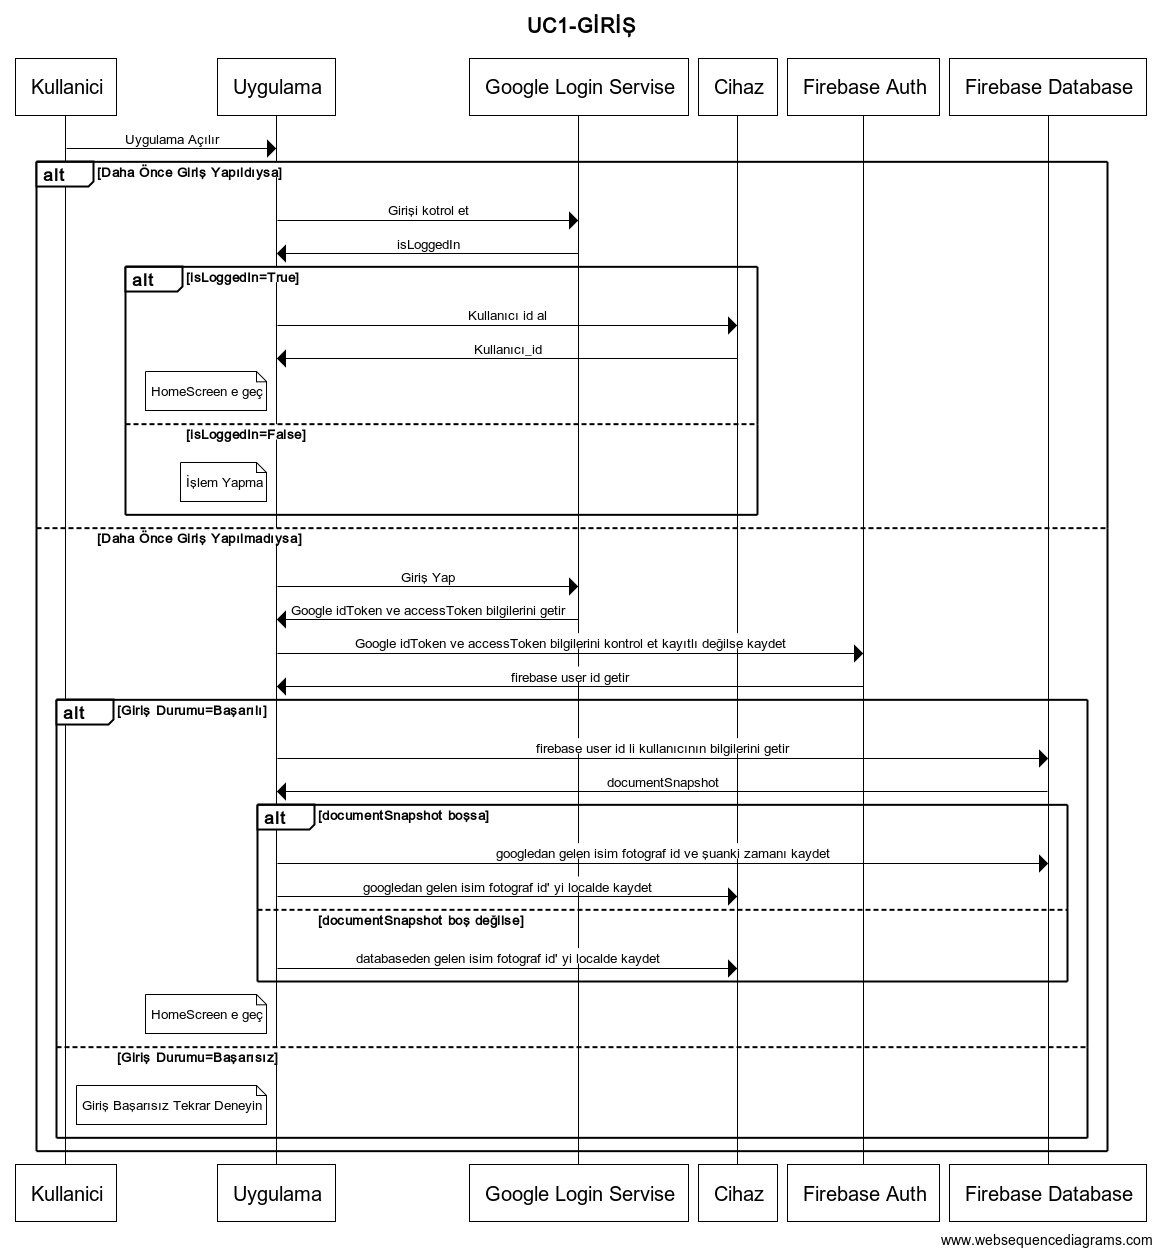 UC1-GİRİŞ
Kullanici
Uygulama
Google Login Servise
Cihaz
Firebase Auth
Firebase Database
Uygulama Açılır
alt
[Daha Önce Giriş Yapıldıysa]
Girişi kotrol et
isLoggedIn
alt
[isLoggedIn=True]
Kullanıcı id al
Kullanıcı_id
HomeScreen e geç
[isLoggedIn=False]
İşlem Yapma
[Daha Önce Giriş Yapılmadıysa]
Giriş Yap
Google idToken ve accessToken bilgilerini getir
Google idToken ve accessToken bilgilerini kontrol et kayıtlı değilse kaydet
firebase user id getir
alt
[Giriş Durumu=Başarılı]
firebase user id li kullanıcının bilgilerini getir
documentSnapshot
alt
[documentSnapshot boşsa]
googledan gelen isim fotograf id ve şuanki zamanı kaydet
googledan gelen isim fotograf id' yi localde kaydet
[documentSnapshot boş değilse]
databaseden gelen isim fotograf id' yi localde kaydet
HomeScreen e geç
[Giriş Durumu=Başarısız]
Giriş Başarısız Tekrar Deneyin
Kullanici
Uygulama
Google Login Servise
Cihaz
Firebase Auth
Firebase Database
www.websequencediagrams.com